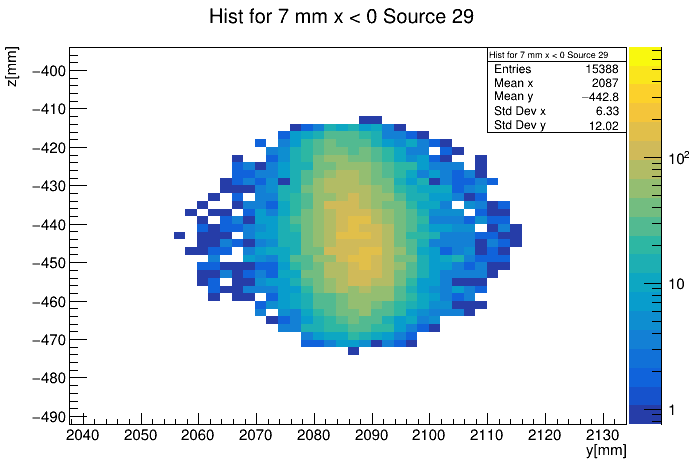 Hist for 7 mm x < 0 Source 29
z[mm]
Hist for 7 mm x < 0 Source 29
Entries 15388
Mean x 2087
Mean y −442.8
Std Dev x 6.33
Std Dev y 12.02
−400
−410
−420
−430
−440
−450
−460
−470
−480
−490
10²
10
1
2040 2050 2060 2070 2080 2090 2100 2110 2120 2130
y[mm]